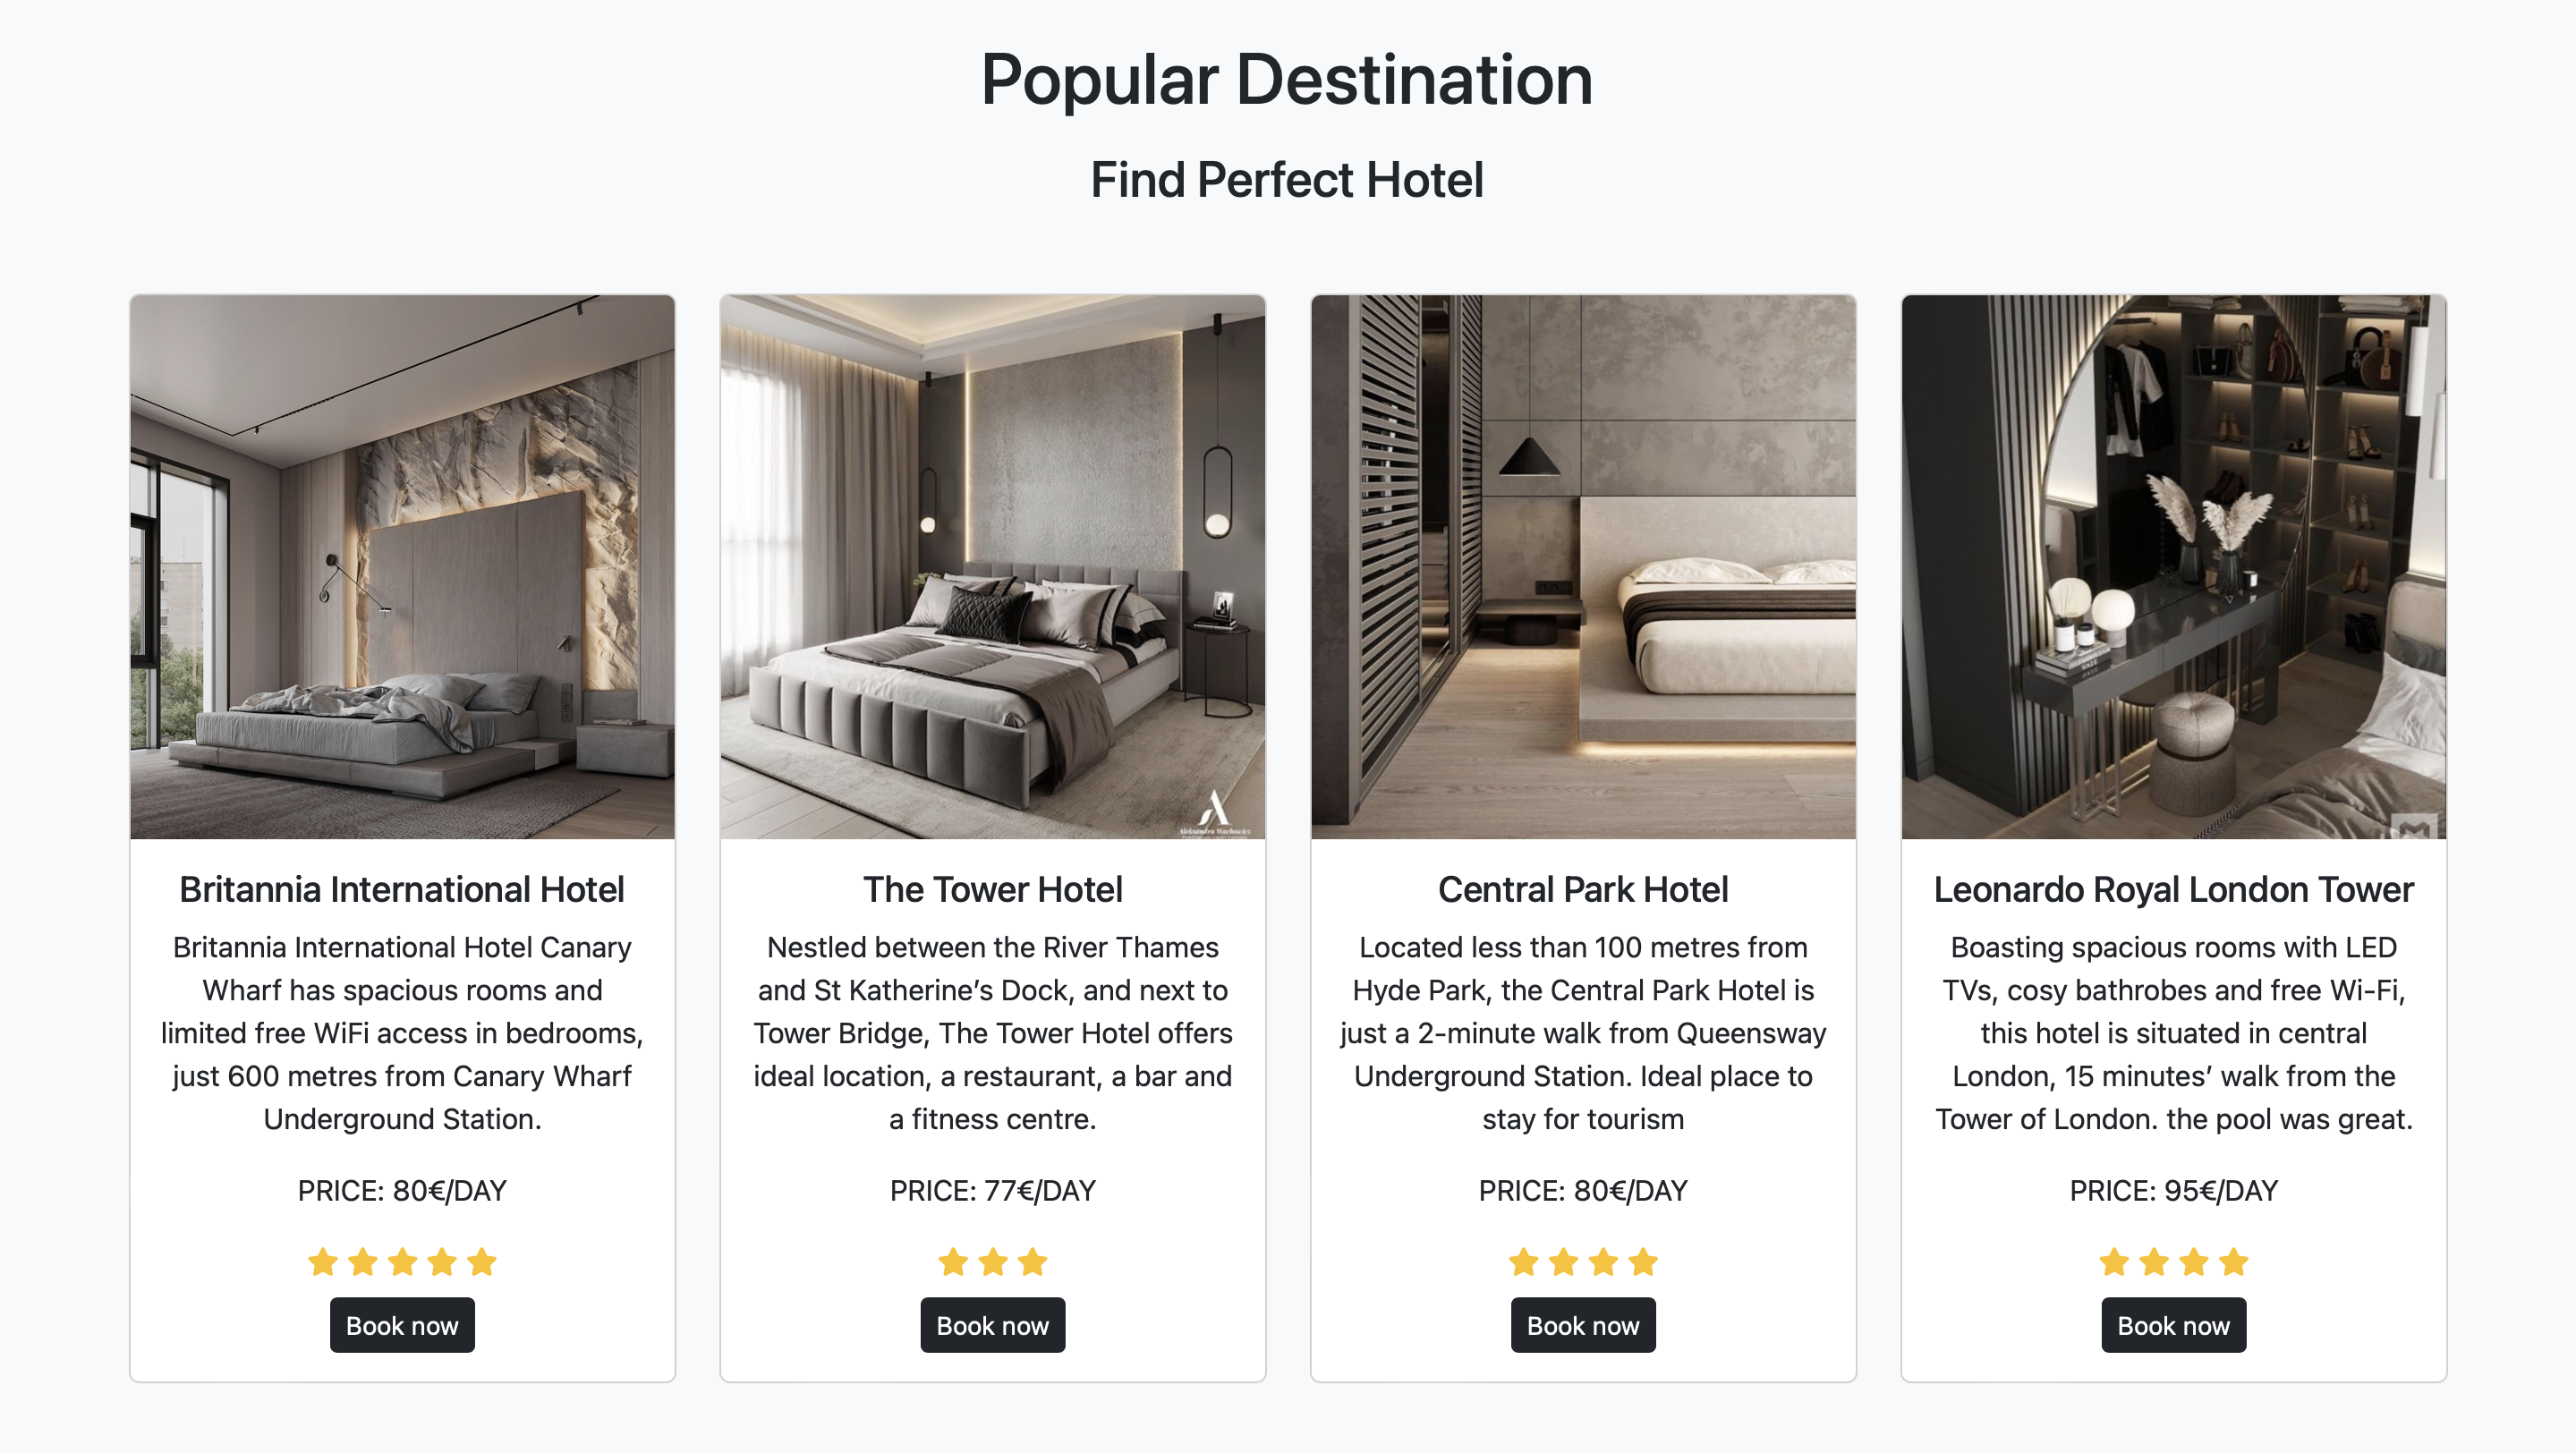 Popular Destination
Find Perfect Hotel
Britannia International Hotel
Britannia International Hotel Canary
Wharf has spacious rooms and
limited free WiFi access in bedrooms,
just 600 metres from Canary Wharf
Underground Station.
PRICE: 80€/DAY
Book now
Aleksandra Wachowicz
The Tower Hotel
Nestled between the River Thames
and St Katherine’s Dock, and next to
Tower Bridge, The Tower Hotel offers
ideal location, a restaurant, a bar and
a fitness centre.
PRICE: 77€/DAY
Book now
Central Park Hotel
Located less than 100 metres from
Hyde Park, the Central Park Hotel is
just a 2-minute walk from Queensway
Underground Station. Ideal place to
stay for tourism
PRICE: 80€/DAY
Book now
VOGUE
Leonardo Royal London Tower
Boasting spacious rooms with LED
TVs, cosy bathrobes and free Wi-Fi,
this hotel is situated in central
London, 15 minutes’ walk from the
Tower of London. the pool was great.
PRICE: 95€/DAY
Book now